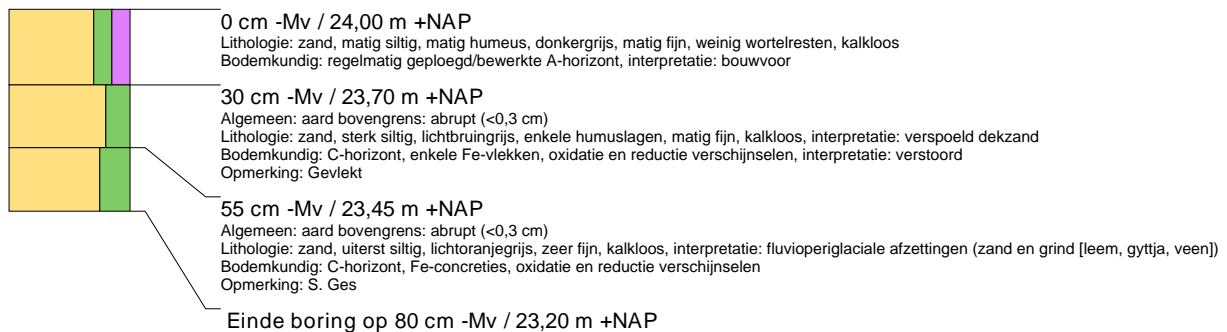 0 cm -Mv / 24,00 m +NAP
Lithologie: zand, matig siltig, matig humeus, donkergrijs, matig fijn, weinig wortelresten, kalkloos
Bodemkundig: regelmatig geploegd/bewerkte A-horizont, interpretatie: bouwvoor
30 cm -Mv / 23,70 m +NAP
Algemeen: aard bovengrens: abrupt (<0,3 cm)
Lithologie: zand, sterk siltig, lichtbruingrijs, enkele humuslagen, matig fijn, kalkloos, interpretatie: verspoeld dekzand
Bodemkundig: C-horizont, enkele Fe-vlekken, oxidatie en reductie verschijnselen, interpretatie: verstoord
Opmerking: Gevlekt
55 cm -Mv / 23,45 m +NAP
Algemeen: aard bovengrens: abrupt (<0,3 cm)
Lithologie: zand, uiterst siltig, lichtoranjegrijs, zeer fijn, kalkloos, interpretatie: fluvioperiglaciale afzettingen (zand en grind [leem, gyttja, veen])
Bodemkundig: C-horizont, Fe-concreties, oxidatie en reductie verschijnselen
Opmerking: S. Ges
Einde boring op 80 cm -Mv / 23,20 m +NAP